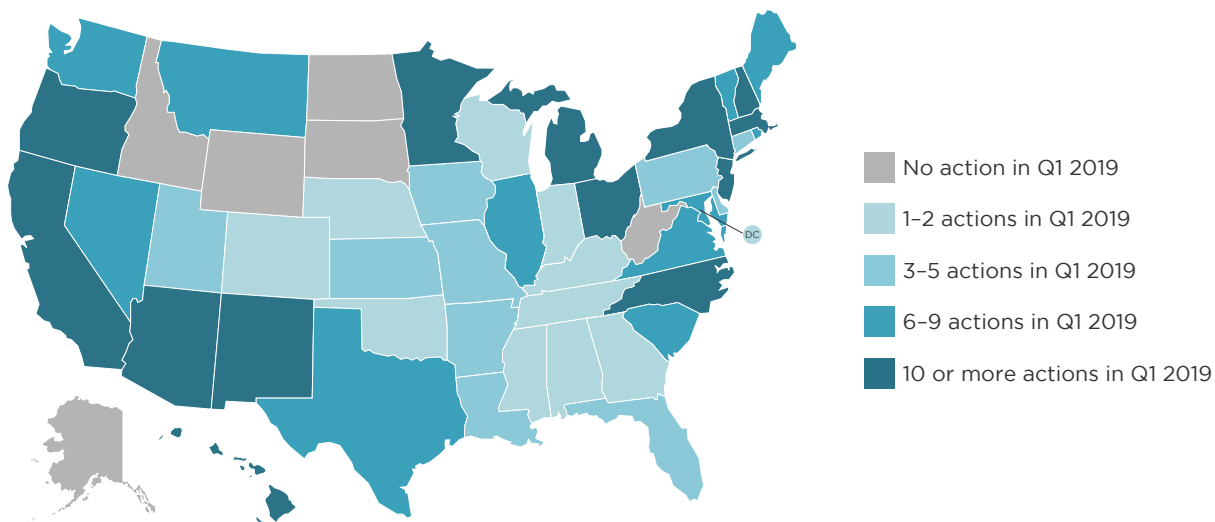 DC
No action in Q1 2019
1–2 actions in Q1 2019
3–5 actions in Q1 2019
6–9 actions in Q1 2019
10 or more actions in Q1 2019